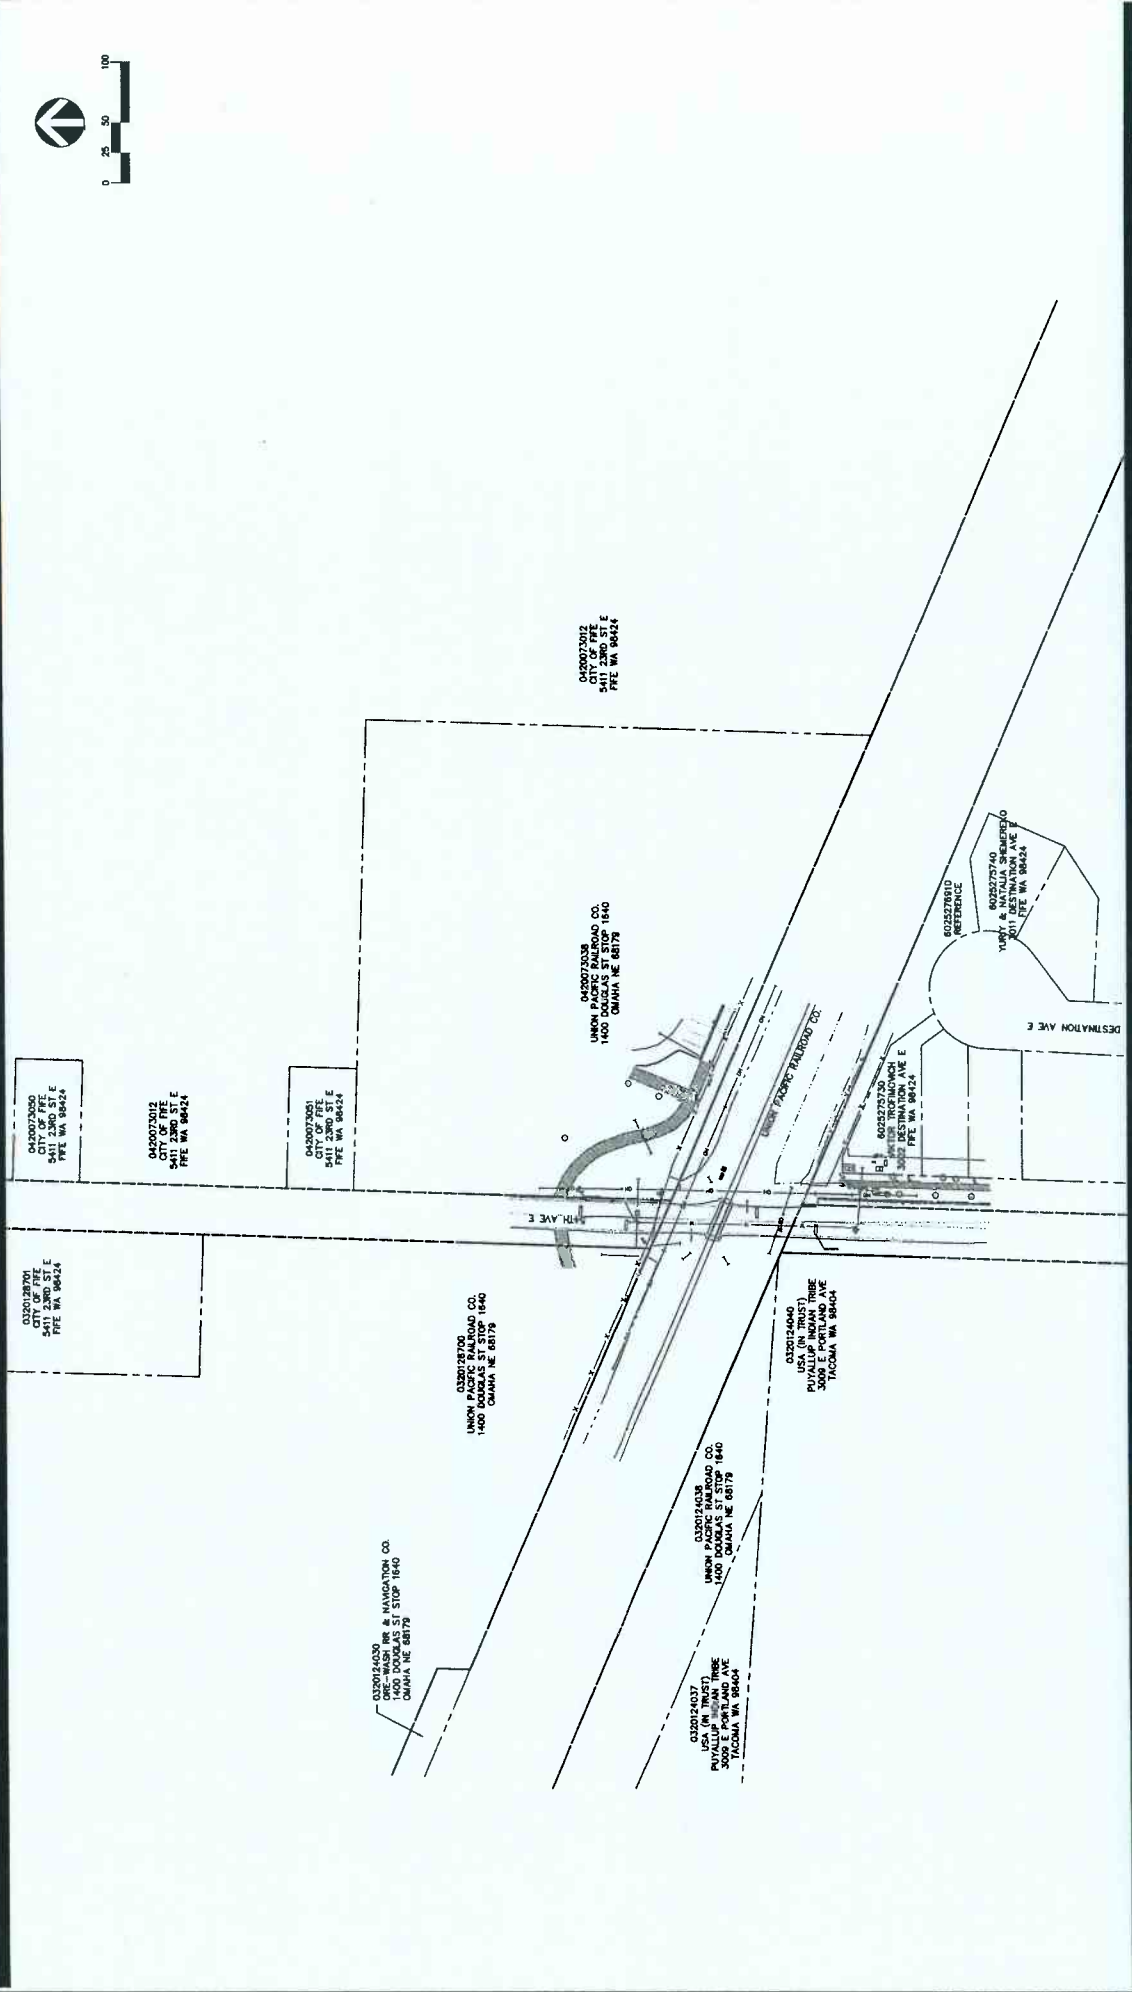 0
25
50
100
0420073050
CITY OF FIFE
5411 23RD ST E
FIFE WA 98424
0420073012
CITY OF FIFE
5411 23RD ST E
FIFE WA 98424
0420073051
CITY OF FIFE
5411 23RD ST E
FIFE WA 98424
0320128701
CITY OF FIFE
5411 23RD ST E
FIFE WA 98424
0420073012
CITY OF FIFE
5411 23RD ST E
FIFE WA 98424
0420073038
UNION PACIFIC RAILROAD CO.
1400 DOUGLAS ST STOP 1640
OMAHA NE 68179
0320128700
UNION PACIFIC RAILROAD CO.
1400 DOUGLAS ST STOP 1640
OMAHA NE 68179
AVE E
UNION PACIFIC RAILROAD CO.
0320124030
ORE-WASH RR & NAVIGATION CO.
1400 DOUGLAS ST STOP 1640
OMAHA NE 68179
0320124037
USA (IN TRUST)
PUYALLUP INDIAN TRIBE
3009 E PORTLAND AVE
TACOMA WA 98404
0320124038
UNION PACIFIC RAILROAD CO.
1400 DOUGLAS ST STOP 1640
OMAHA NE 68179
0320124040
USA (IN TRUST)
PUYALLUP INDIAN TRIBE
3009 E PORTLAND AVE
TACOMA WA 98404
6025275730
VIKTOR TROFIMOVICH
3002 DESTINATION AVE E
FIFE WA 98424
6025276910
REFERENCE
6025275740
YURIY & NATALIA SHEMEREKO
3011 DESTINATION AVE E
FIFE WA 98424
DESTINATION AVE E